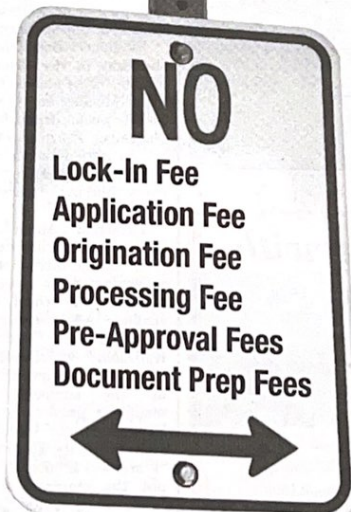 NO
Lock-In Fee
Application Fee
Origination Fee
Processing Fee
Pre-Approval Fees
Document Prep Fees